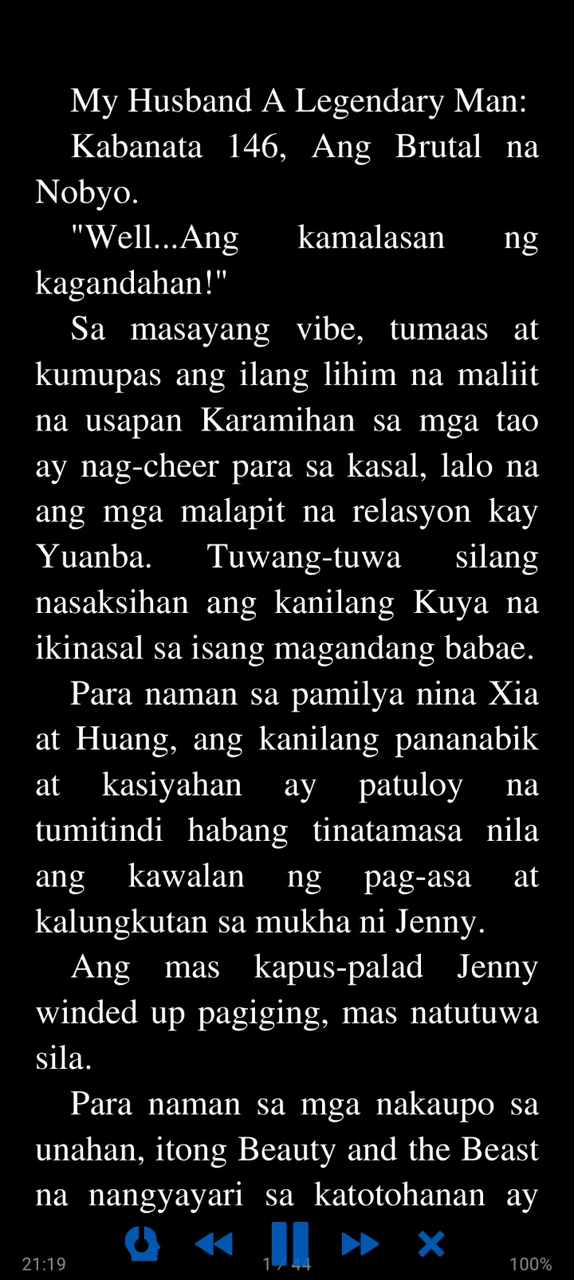 My Husband A Legendary Man:
Kabanata 146, Ang Brutal na
Nobyo.
"Well...Ang kamalasan ng
kagandahan!"
Sa masayang vibe, tumaas at
kumupas ang ilang lihim na maliit
na usapan Karamihan sa mga tao
ay nag-cheer para sa kasal, lalo na
ang mga malapit na relasyon kay
Yuanba. Tuwang-tuwa silang
nasaksihan ang kanilang Kuya na
ikinasal sa isang magandang babae.
Para naman sa pamilya nina Xia
at Huang, ang kanilang pananabik
at kasiyahan ay patuloy na
tumitindi habang tinatamasa nila
ang kawalan ng pag-asa at
kalungkutan sa mukha ni Jenny.
Ang mas kapus-palad Jenny
winded up pagiging, mas natutuwa
sila.
Para naman sa mga nakaupo sa
unahan, itong Beauty and the Beast
na nangyayari sa katotohanan ay
21:19 1 / 44 100%